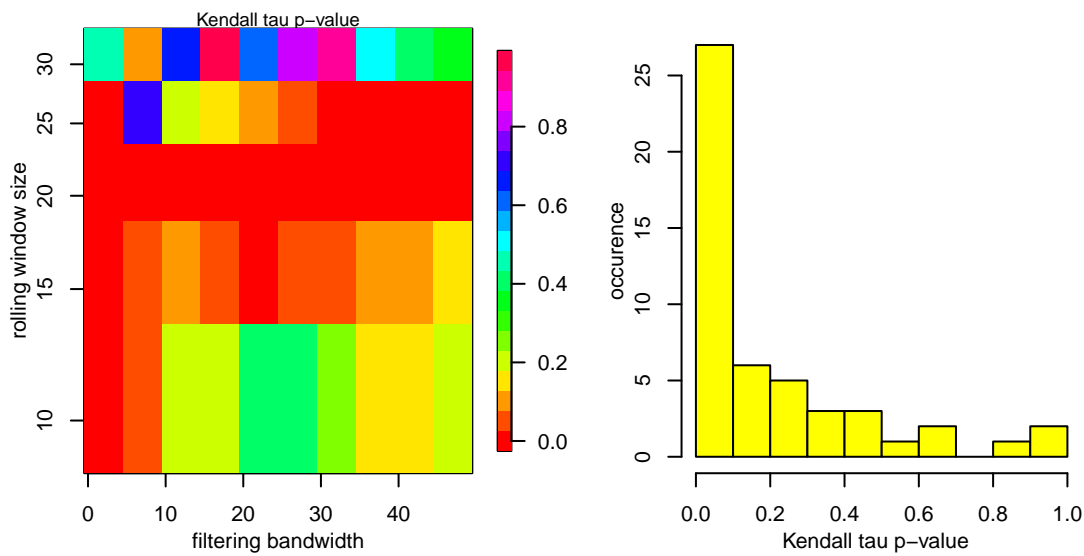 Kendall tau p−value
rolling window size
30
25
20
15
10
0 10 20 30 40
filtering bandwidth
0.8
0.6
0.4
0.2
0.0
occurence
25
20
15
10
5
0
0.0 0.2 0.4 0.6 0.8 1.0
Kendall tau p−value